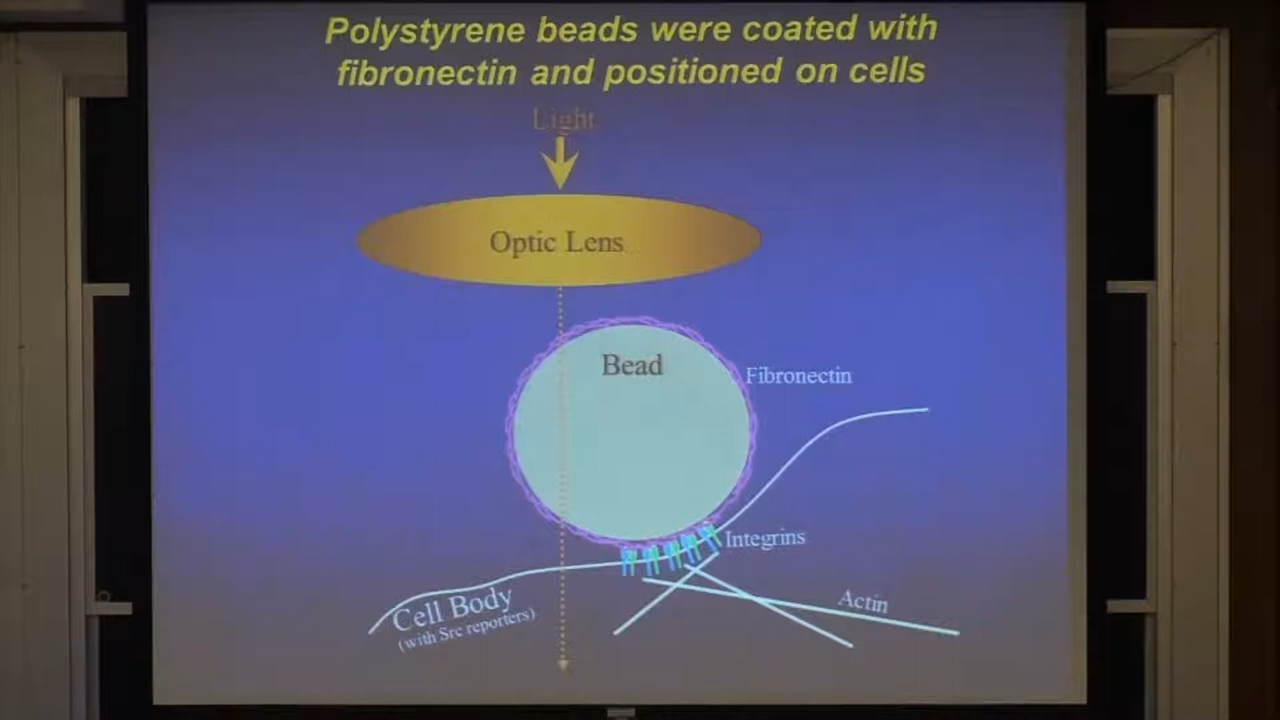 Polystyrene beads were coated with
fibronectin and positioned on cells
Light
Optic Lens
Bead
Fibronectin
Integrins
Actin
Cell Body
(with Src reporters)